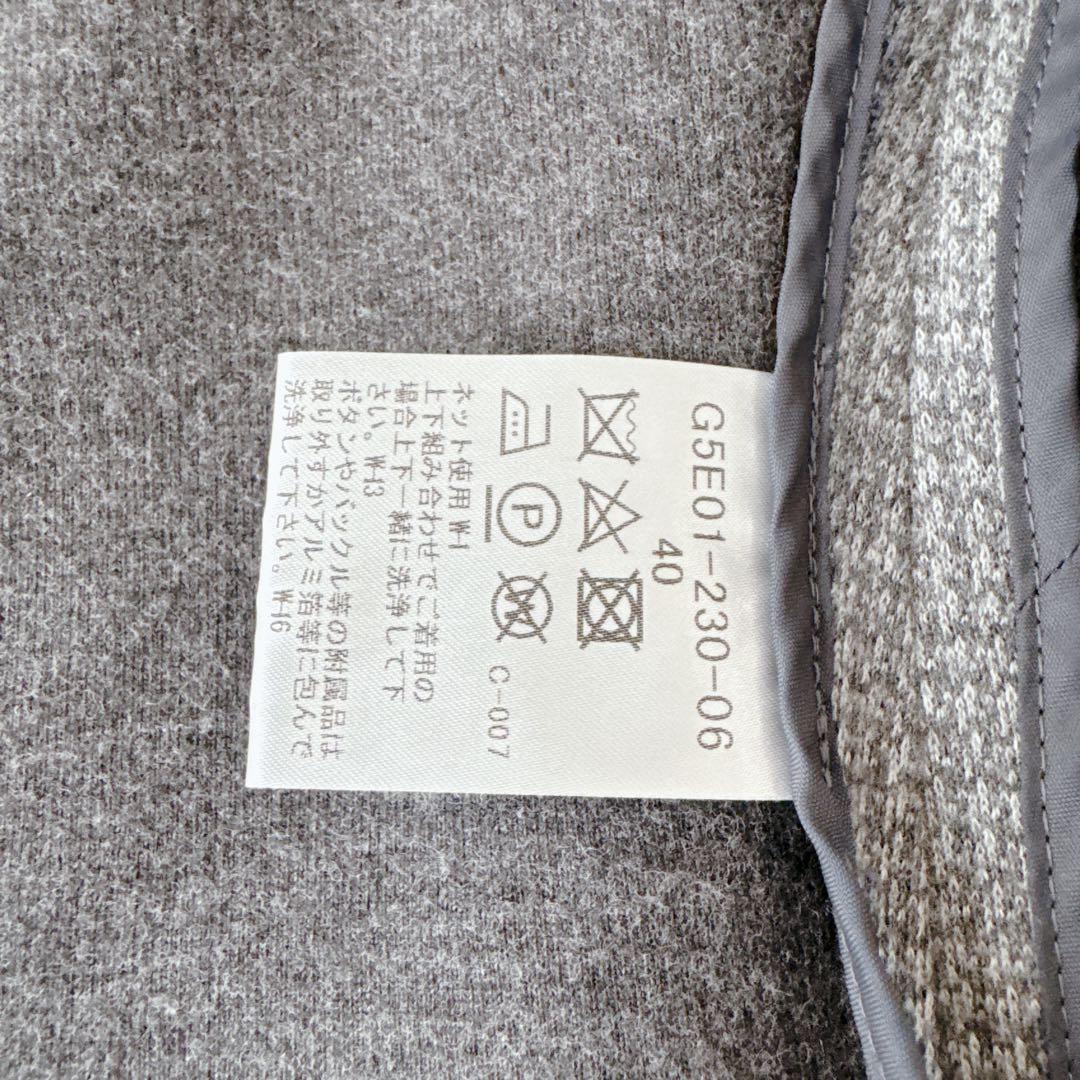 G5E01-230-06
40
P
W
C-007
ネット使用 W-1
上下組み合わせでご着用の
場合上下一緒に洗浄して下
さい。W-13
ボタンやバックル等の附属品は
取り外すかアルミ箔等に包んで
洗浄して下さい。W-16